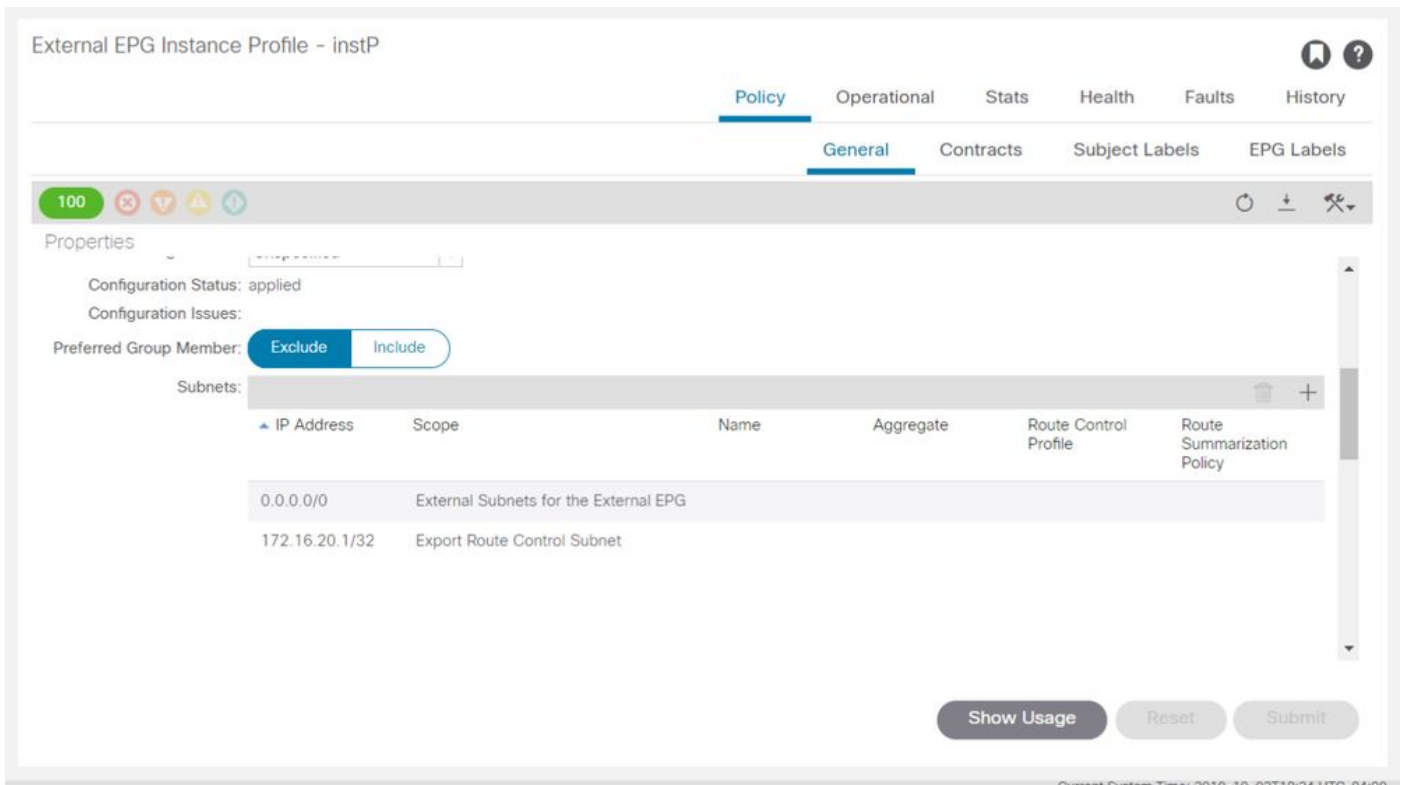 External EPG Instance Profile - instP
Policy Operational Stats Health Faults History
General Contracts Subject Labels EPG Labels
100
Properties
Configuration Status: applied
Configuration Issues:
Preferred Group Member: Exclude Include
Subnets:
IP Address Scope Name Aggregate Route Control Profile Route Summarization Policy
0.0.0.0/0 External Subnets for the External EPG
172.16.20.1/32 Export Route Control Subnet
Show Usage Reset Submit